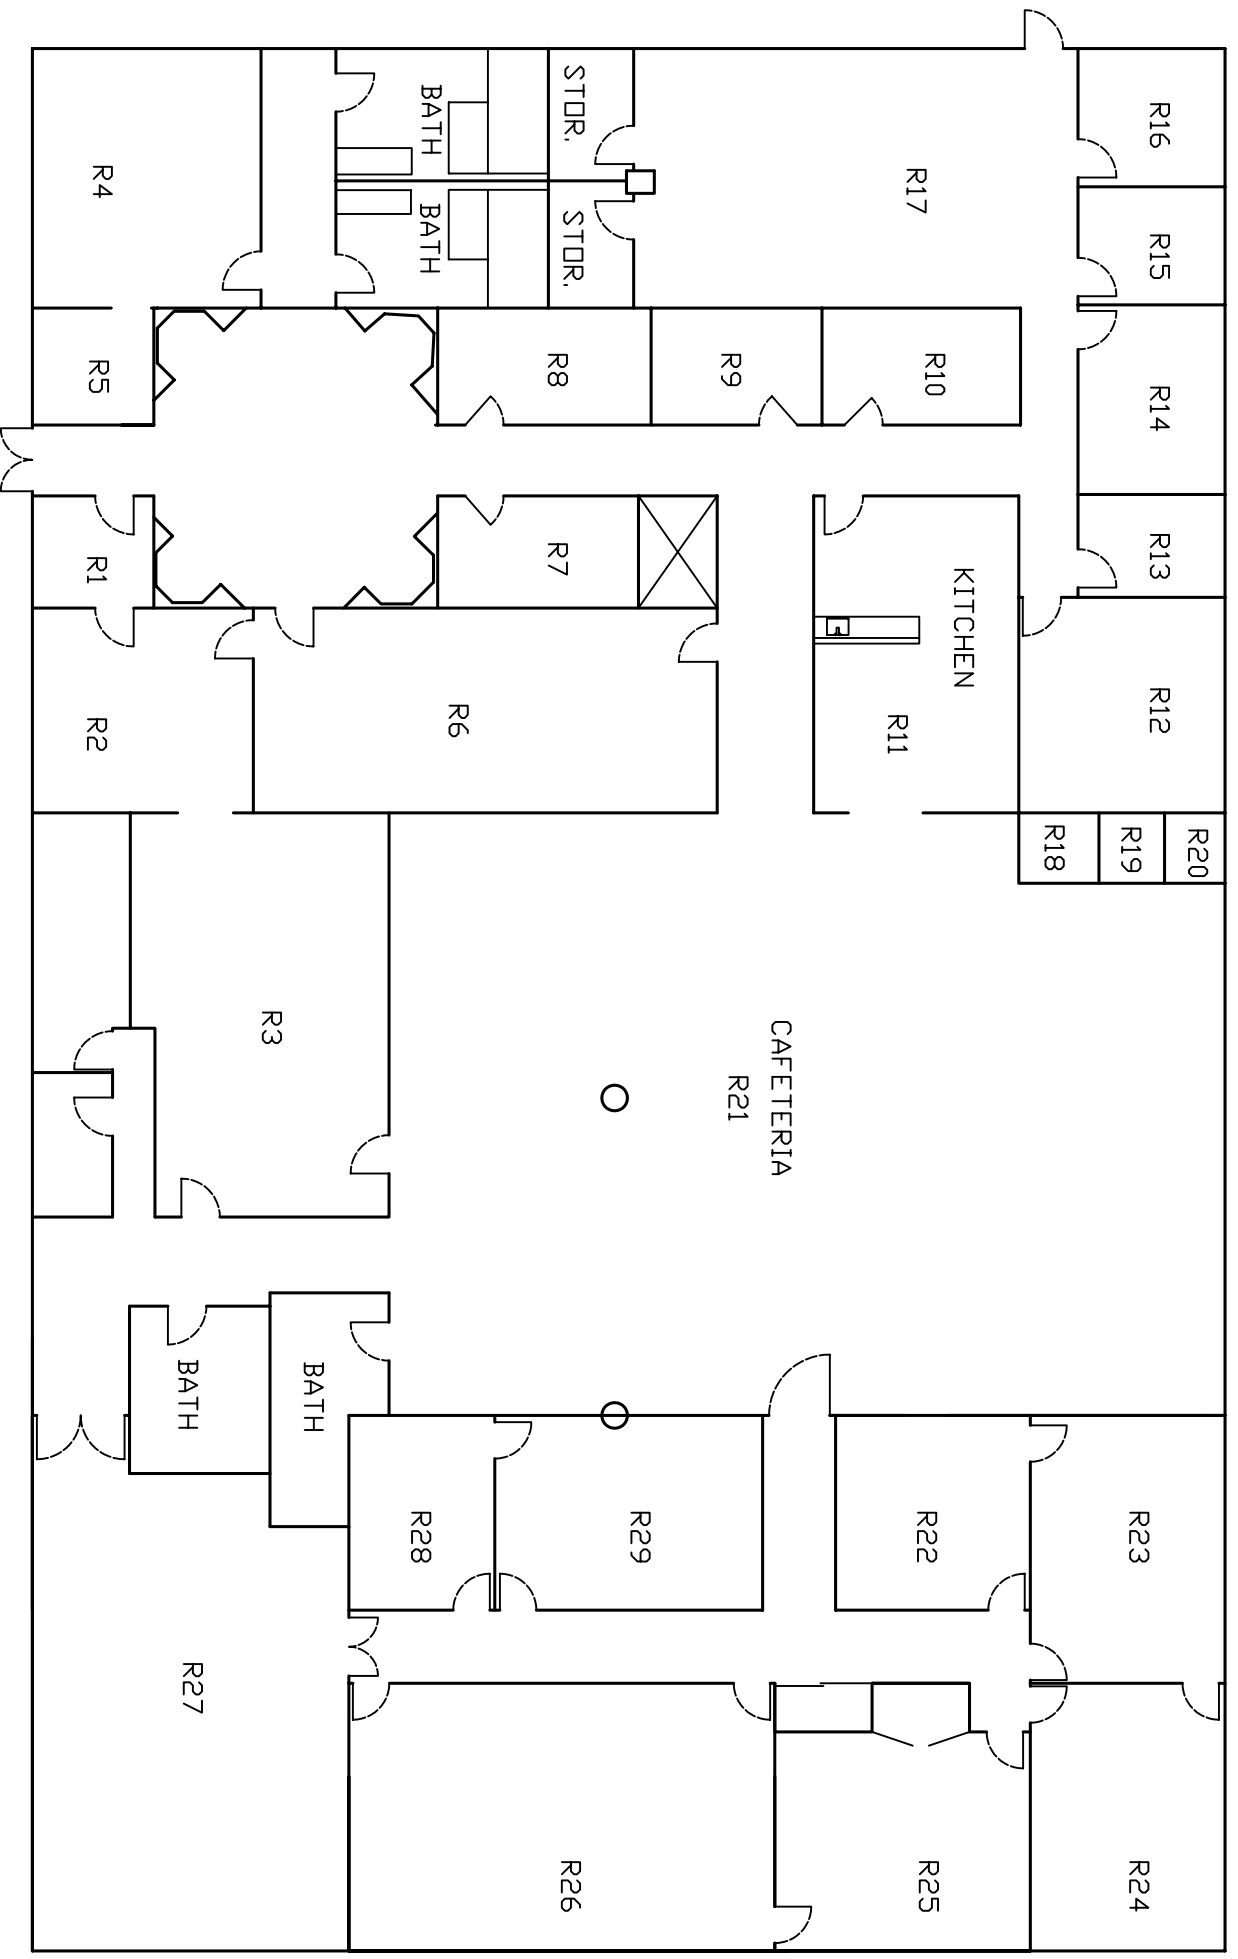 R20
R16
R15
R14
R13
R12
R19
R23
R24
R18
KITCHEN
R17
R10
R11
R22
R25
CAFETERIA
R21
R9
R29
STOR.
STOR.
R8
R7
R26
R6
BATH
BATH
R28
BATH
R3
BATH
R27
R4
R5
R1
R2